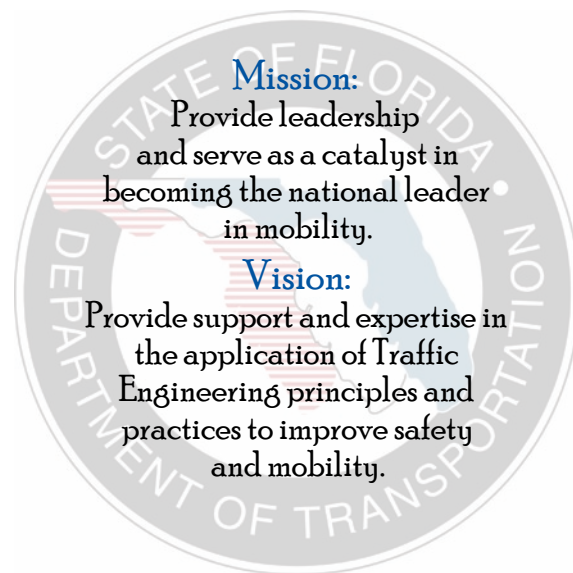 STATE OF FLORIDA
Mission:
Provide leadership
and serve as a catalyst in
becoming the national leader
in mobility.
Vision:
Provide support and expertise in
the application of Traffic
Engineering principles and
practices to improve safety
and mobility.
DEPARTMENT OF TRANSPORTATION